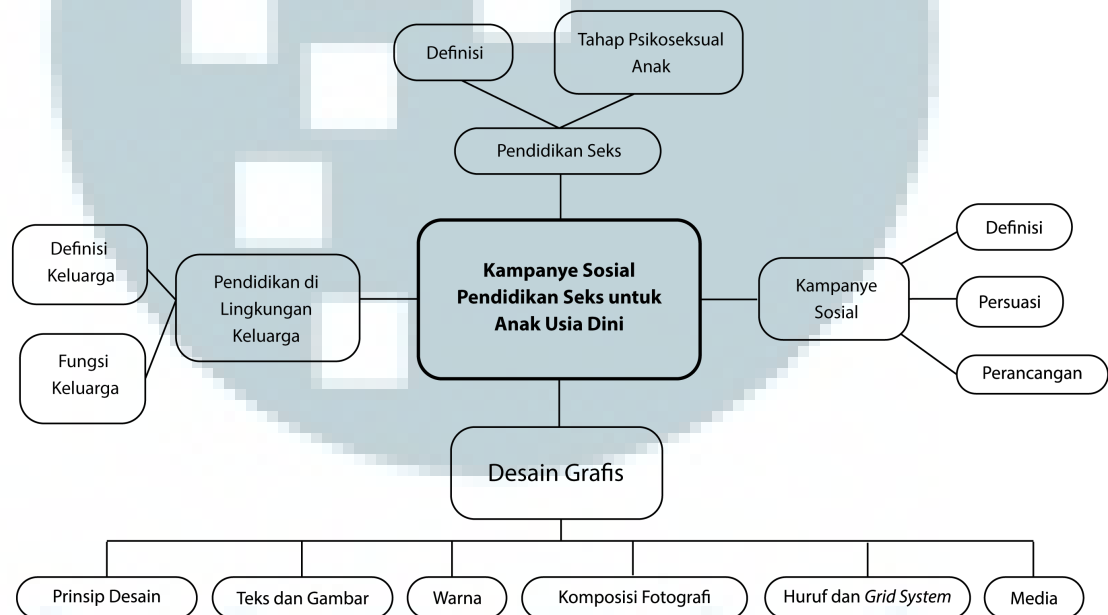 Definisi
Tahap Psikoseksual
Anak
Pendidikan Seks
Definisi
Keluarga
Fungsi
Keluarga
Pendidikan di
Lingkungan
Keluarga
Kampanye Sosial
Pendidikan Seks untuk
Anak Usia Dini
Kampanye
Sosial
Definisi
Persuasi
Perancangan
Desain Grafis
Prinsip Desain
Teks dan Gambar
Warna
Komposisi Fotografi
Huruf dan Grid System
Media